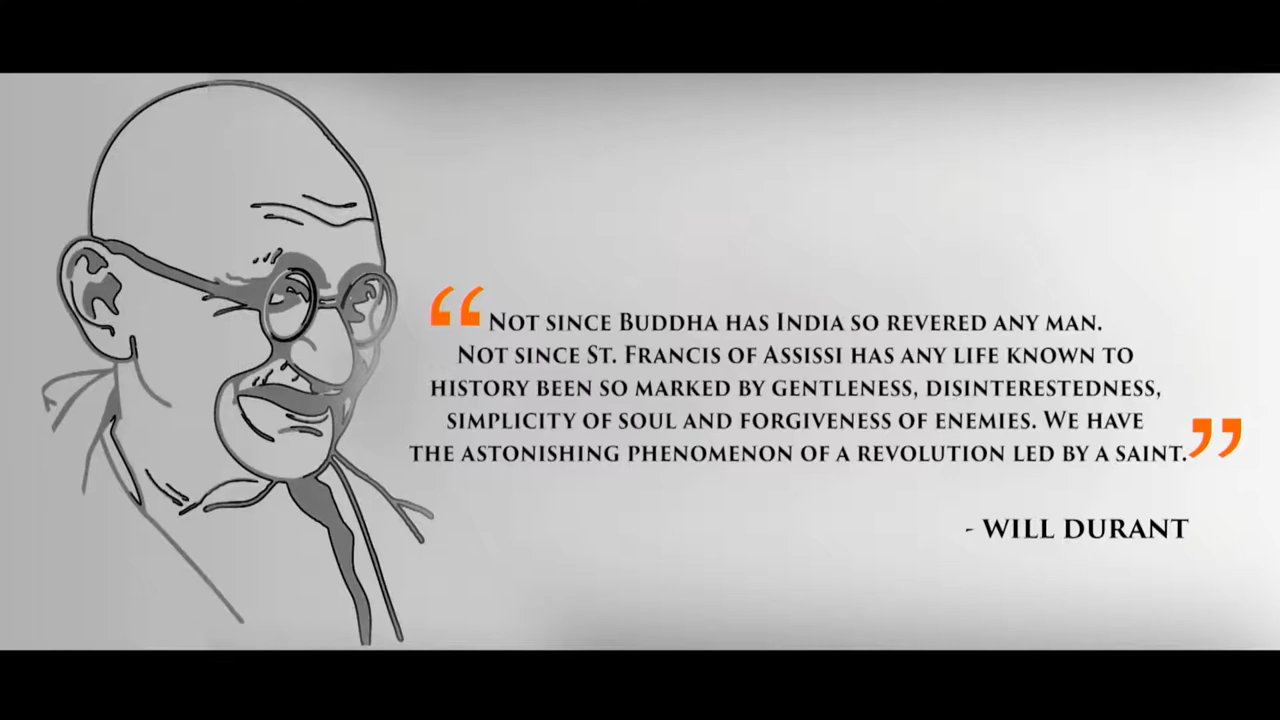 “ Not since Buddha has India so revered any man.
Not since St. Francis of Assissi has any life known to
history been so marked by gentleness, disinterestedness,
simplicity of soul and forgiveness of enemies. We have
the astonishing phenomenon of a revolution led by a saint.”
- WILL DURANT